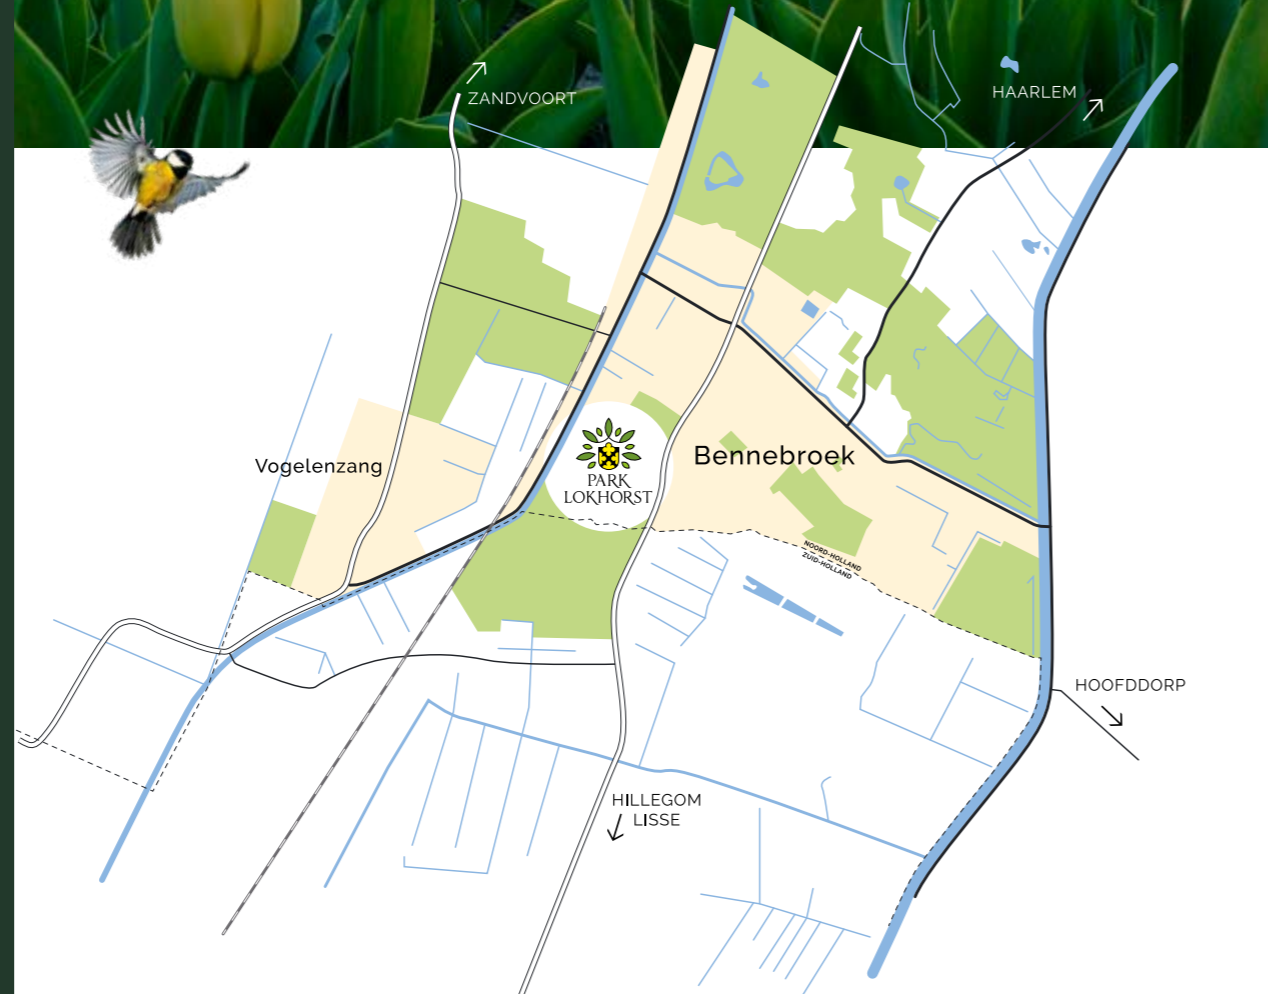 ZANDVOORT
HAARLEM
Vogelenzang
PARK
LOKHORST
Bennebroek
NOORD-HOLLAND
ZUID-HOLLAND
HOOFDDORP
HILLEGOM
LISSE